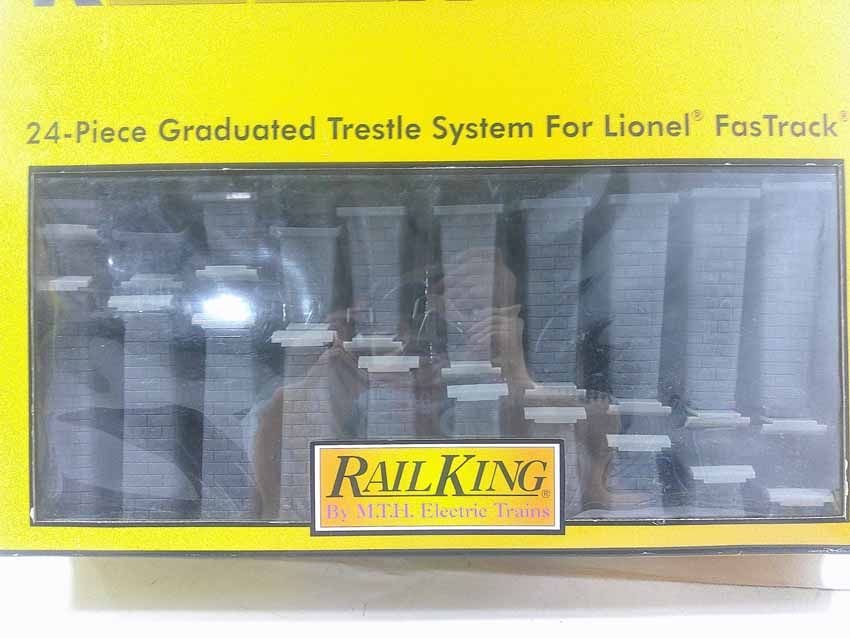 24-Piece Graduated Trestle System For Lionel® FasTrack®
RAILKING®
By M.T.H. Electric Trains